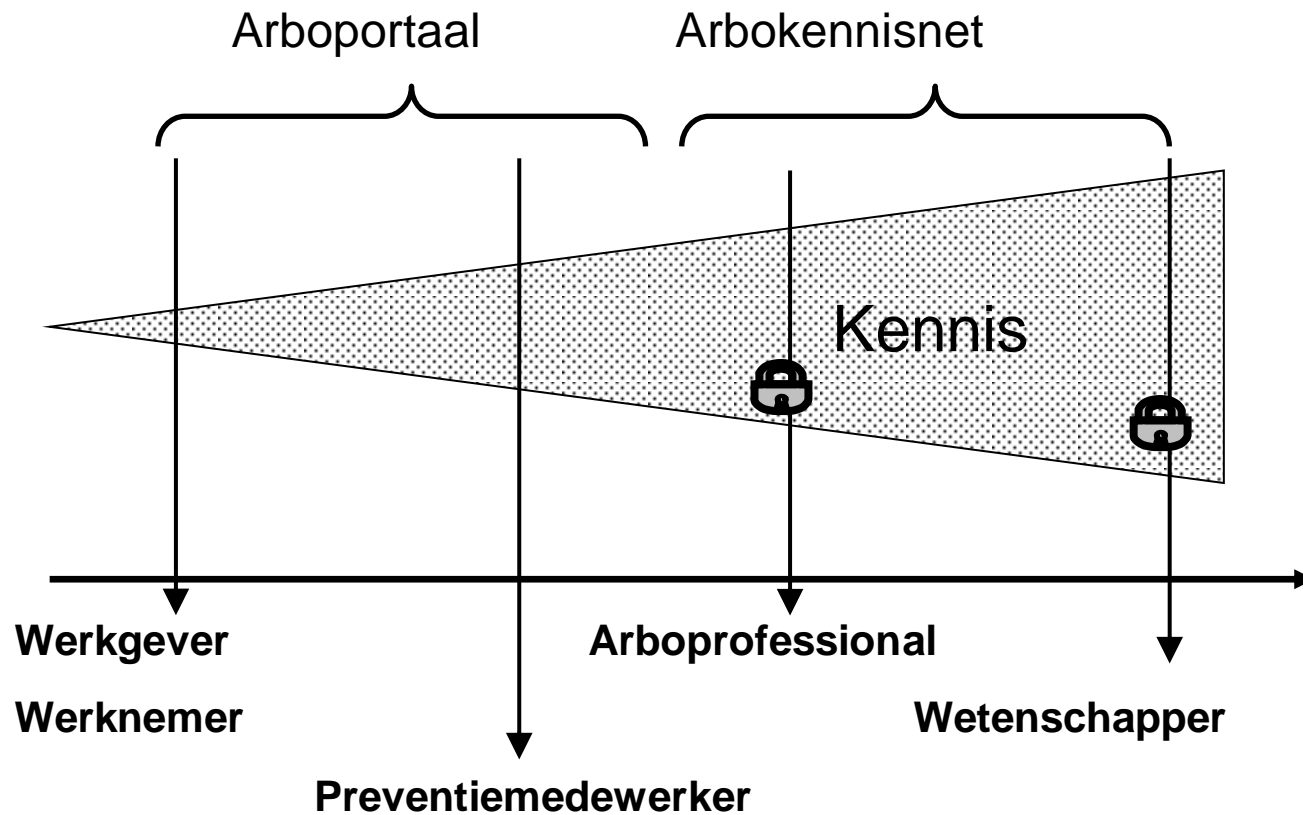 Arboportaal
Arbokennisnet
Kennis
Werkgever
Arboprofessional
Werknemer
Wetenschapper
Preventiemedewerker